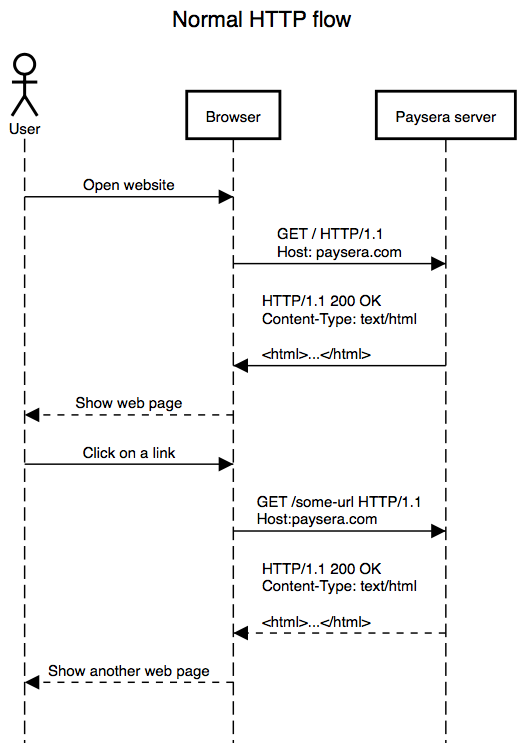 Normal HTTP flow
User
Browser
Paysera server
Open website
GET / HTTP/1.1
Host: paysera.com
HTTP/1.1 200 OK
Content-Type: text/html
<html>...</html>
Show web page
Click on a link
GET /some-url HTTP/1.1
Host:paysera.com
HTTP/1.1 200 OK
Content-Type: text/html
<html>...</html>
Show another web page